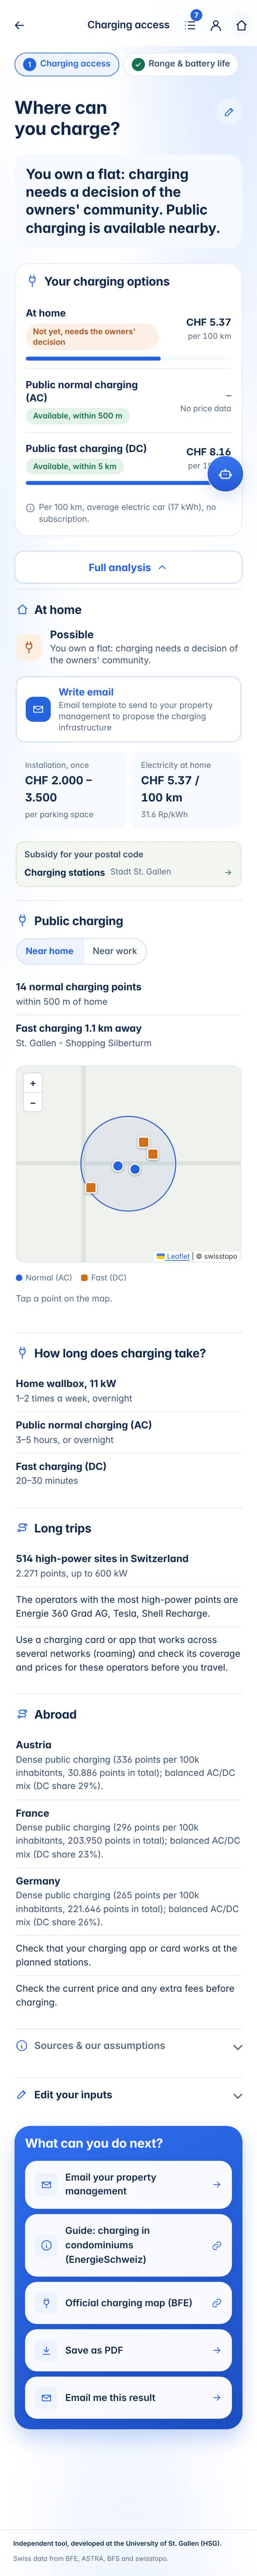 Charging access
7
1 Charging access
Range & battery life
Where can
you charge?
You own a flat: charging
needs a decision of the
owners' community. Public
charging is available nearby.
Your charging options
At home
Not yet, needs the owners'
decision
CHF 5.37
per 100 km
Public normal charging
(AC)
Available, within 500 m
–
No price data
Public fast charging (DC)
Available, within 5 km
CHF 8.16
Per 100 km, average electric car (17 kWh), no
subscription.
Full analysis
At home
Possible
You own a flat: charging needs a decision of
the owners' community.
Write email
Email template to send to your property
management to propose the charging
infrastructure
Installation, once
CHF 2.000 –
3.500
per parking space
Electricity at home
CHF 5.37 /
100 km
31.6 Rp/kWh
Subsidy for your postal code
Charging stations Stadt St. Gallen
Public charging
Near home
Near work
14 normal charging points
within 500 m of home
Fast charging 1.1 km away
St. Gallen - Shopping Silberturm
+
−
Leaflet | © swisstopo
Normal (AC)
Fast (DC)
Tap a point on the map.
How long does charging take?
Home wallbox, 11 kW
1–2 times a week, overnight
Public normal charging (AC)
3–5 hours, or overnight
Fast charging (DC)
20–30 minutes
Long trips
514 high-power sites in Switzerland
2.271 points, up to 600 kW
The operators with the most high-power points are
Energie 360 Grad AG, Tesla, Shell Recharge.
Use a charging card or app that works across
several networks (roaming) and check its coverage
and prices for these operators before you travel.
Abroad
Austria
Dense public charging (336 points per 100k
inhabitants, 30.886 points in total); balanced AC/DC
mix (DC share 29%).
France
Dense public charging (296 points per 100k
inhabitants, 203.950 points in total); balanced AC/DC
mix (DC share 23%).
Germany
Dense public charging (265 points per 100k
inhabitants, 221.646 points in total); balanced AC/DC
mix (DC share 26%).
Check that your charging app or card works at the
planned stations.
Check the current price and any extra fees before
charging.
Sources & our assumptions
Edit your inputs
What can you do next?
Email your property
management
Guide: charging in
condominiums
(EnergieSchweiz)
Official charging map (BFE)
Save as PDF
Email me this result
Independent tool, developed at the University of St. Gallen (HSG).
Swiss data from BFE, ASTRA, BFS and swisstopo.